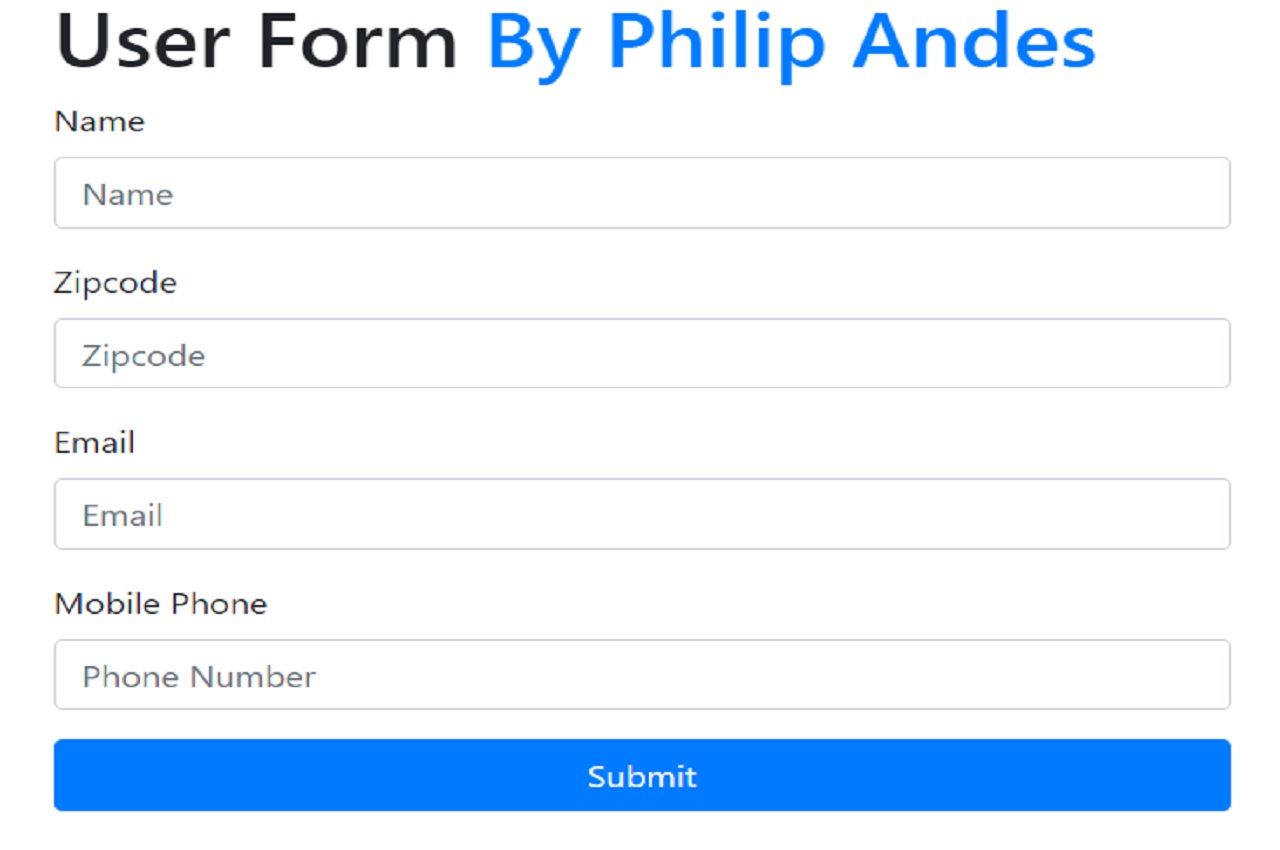 User Form By Philip Andes
Name
Name
Zipcode
Zipcode
Email
Email
Mobile Phone
Phone Number
Submit